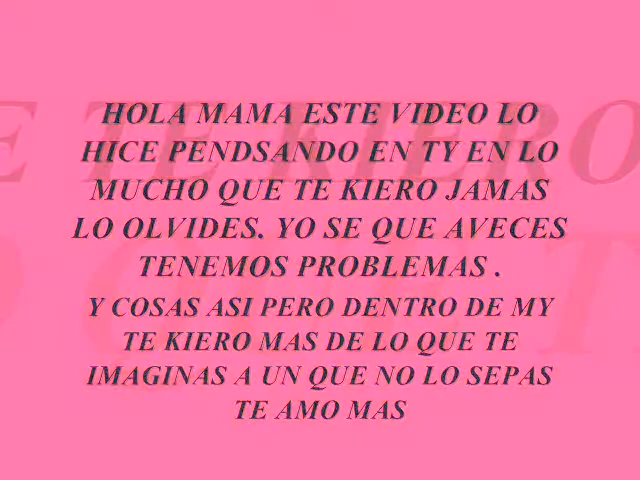 HOLA MAMA ESTE VIDEO LO
HICE PENDSANDO EN TY EN LO
MUCHO QUE TE KIERO JAMAS
LO OLVIDES. YO SE QUE AVECES
TENEMOS PROBLEMAS .
Y COSAS ASI PERO DENTRO DE MY
TE KIERO MAS DE LO QUE TE
IMAGINAS A UN QUE NO LO SEPAS
TE AMO MAS